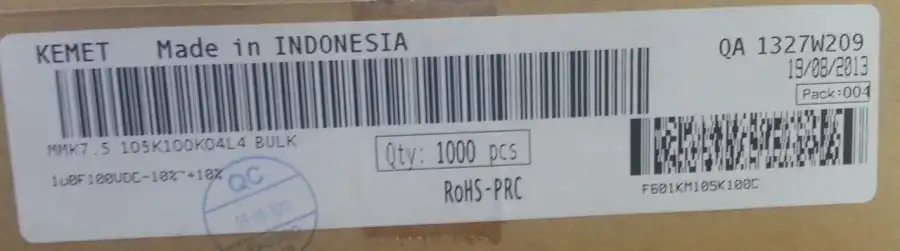 KEMET Made in INDONESIA
QA 1327W209
19/08/2013
Pack:004
MMK7.5 105K100K04L4 BULK
Qty: 1000 pcs
1u0F100VDC-10%~+10%
QC
RoHS-PRC
F601KM105K100C